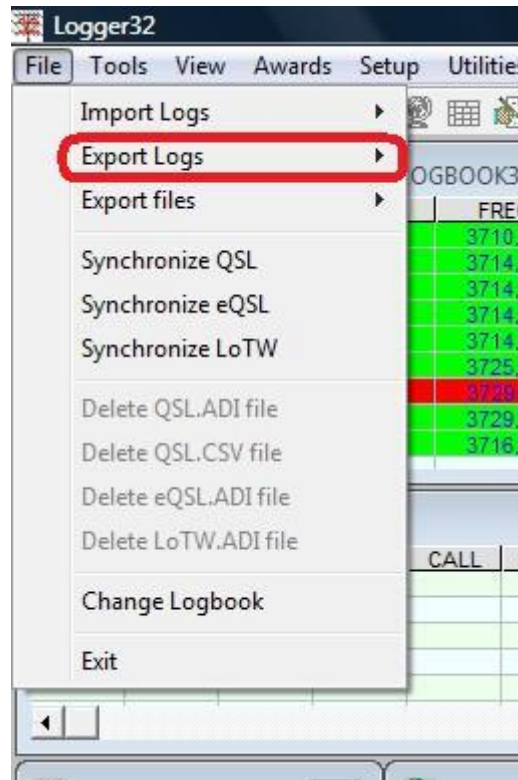 Logger32
File Tools View Awards Setup
Import Logs
Export Logs
OGBOOK3
Export files
FRE
3710,
Synchronize QSL
3714,
3714,
Synchronize eQSL
3714,
3714,
Synchronize LoTW
3725,
3729,
Delete QSL.ADI file
3729,
3716,
Delete QSL.CSV file
Delete eQSL.ADI file
Delete LoTW.ADI file
CALL
Change Logbook
Exit